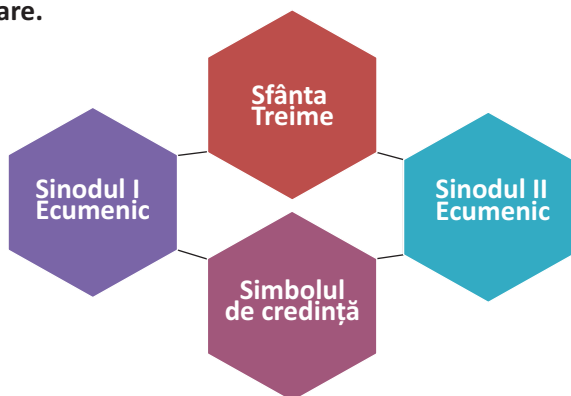 are.
Sfânta
Treime
Sinodul I
Ecumenic
Sinodul II
Ecumenic
Simbolul
de credință